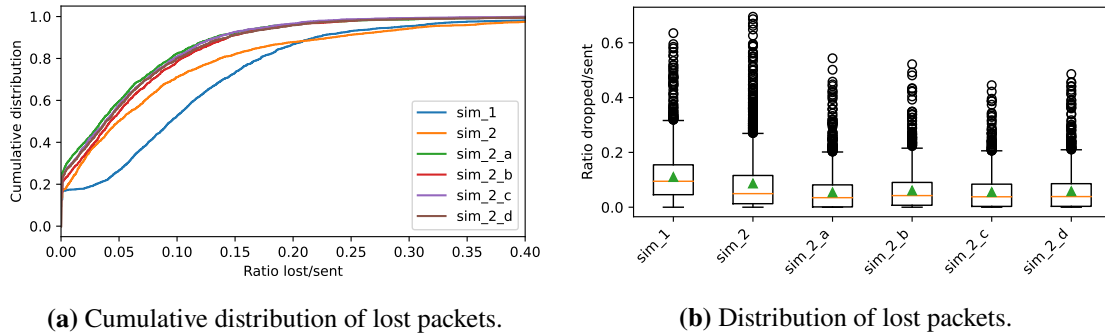 1.0
0.8
0.6
0.4
0.2
0.0
Cumulative distribution
0.00 0.05 0.10 0.15 0.20 0.25 0.30 0.35 0.40
Ratio lost/sent
sim_1
sim_2
sim_2_a
sim_2_b
sim_2_c
sim_2_d
(a) Cumulative distribution of lost packets.
0.6
0.4
0.2
0.0
Ratio dropped/sent
sim_1 sim_2 sim_2_a sim_2_b sim_2_c sim_2_d
(b) Distribution of lost packets.